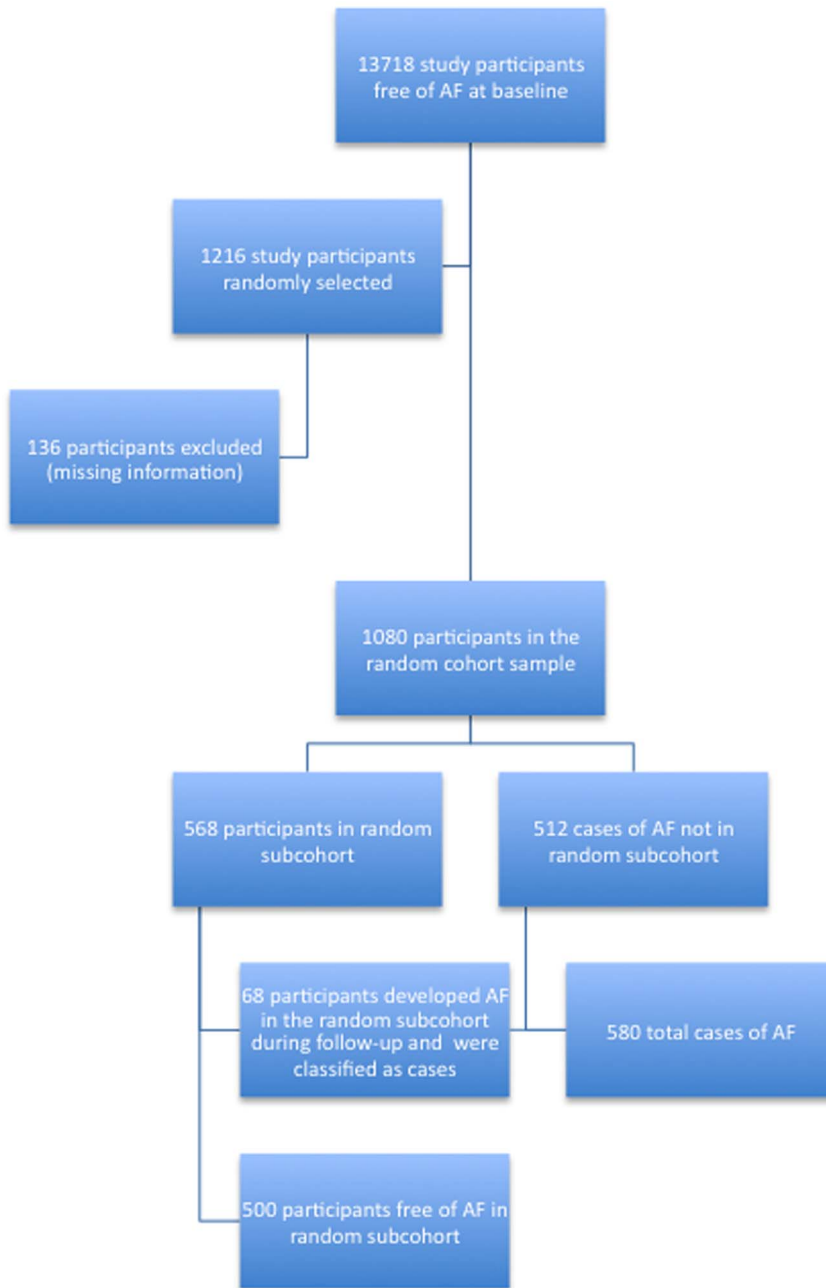 13718 study participants
free of AF at baseline
1216 study participants
randomly selected
136 participants excluded
(missing information)
1080 participants in the
random cohort sample
568 participants in random
subcohort
512 cases of AF not in
random subcohort
68 participants developed AF
in the random subcohort
during follow-up and were
classified as cases
580 total cases of AF
500 participants free of AF in
random subcohort